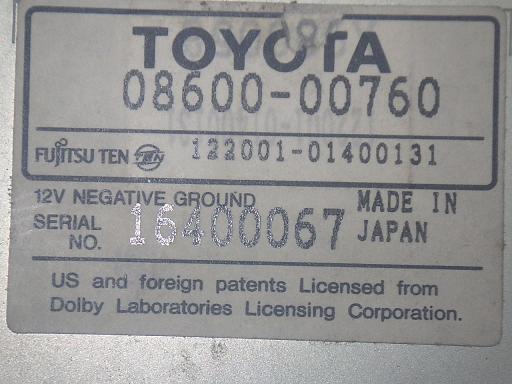 TOYOTA
08600-00760
FUJITSU TEN TEN 122001-01400131
12V NEGATIVE GROUND MADE IN
SERIAL NO. 16400067 JAPAN
US and foreign patents Licensed from
Dolby Laboratories Licensing Corporation.